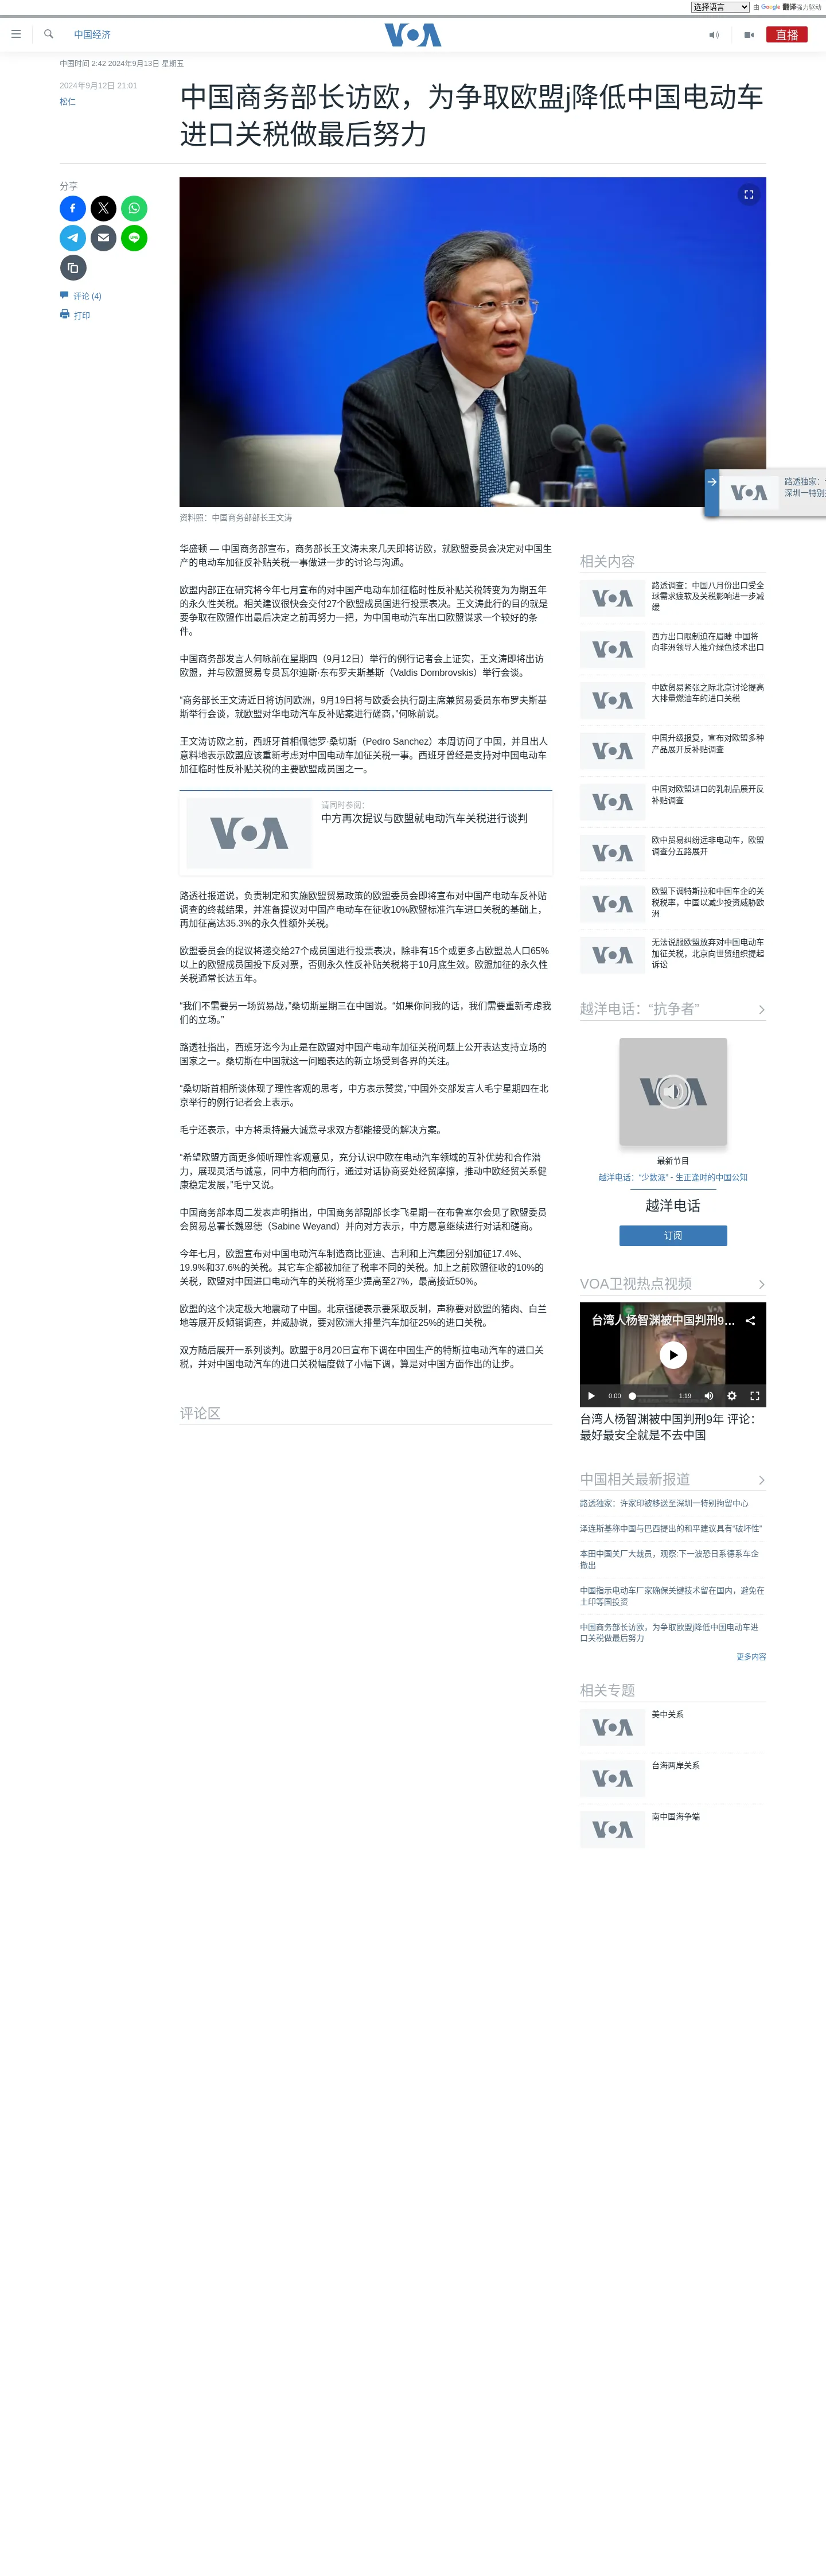 选择语言
由 Google 翻译强力驱动
中国经济
VOA
直播
中国时间 2:42 2024年9月13日 星期五
2024年9月12日 21:01
松仁
中国商务部长访欧，为争取欧盟j降低中国电动车
进口关税做最后努力
分享
评论 (4)
打印
路透独家：
深圳一特别
VOA
资料照：中国商务部部长王文涛
华盛顿 — 中国商务部宣布，商务部长王文涛未来几天即将访欧，就欧盟委员会决定对中国生
产的电动车加征反补贴关税一事做进一步的讨论与沟通。
欧盟内部正在研究将今年七月宣布的对中国产电动车加征临时性反补贴关税转变为为期五年
的永久性关税。相关建议很快会交付27个欧盟成员国进行投票表决。王文涛此行的目的就是
要争取在欧盟作出最后决定之前再努力一把，为中国电动汽车出口欧盟谋求一个较好的条
件。
中国商务部发言人何咏前在星期四（9月12日）举行的例行记者会上证实，王文涛即将出访
欧盟，并与欧盟贸易专员瓦尔迪斯·东布罗夫斯基斯（Valdis Dombrovskis）举行会谈。
“商务部长王文涛近日将访问欧洲，9月19日将与欧委会执行副主席兼贸易委员东布罗夫斯基
斯举行会谈，就欧盟对华电动汽车反补贴案进行磋商，”何咏前说。
王文涛访欧之前，西班牙首相佩德罗·桑切斯（Pedro Sanchez）本周访问了中国，并且出人
意料地表示欧盟应该重新考虑对中国电动车加征关税一事。西班牙曾经是支持对中国电动车
加征临时性反补贴关税的主要欧盟成员国之一。
VOA
请同时参阅:
中方再次提议与欧盟就电动汽车关税进行谈判
路透社报道说，负责制定和实施欧盟贸易政策的欧盟委员会即将宣布对中国产电动车反补贴
调查的终裁结果，并准备提议对中国产电动车在征收10%欧盟标准汽车进口关税的基础上，
再加征高达35.3%的永久性额外关税。
欧盟委员会的提议将递交给27个成员国进行投票表决，除非有15个或更多占欧盟总人口65%
以上的欧盟成员国投下反对票，否则永久性反补贴关税将于10月底生效。欧盟加征的永久性
关税通常长达五年。
“我们不需要另一场贸易战，”桑切斯星期三在中国说。“如果你问我的话，我们需要重新考虑我
们的立场。”
路透社指出，西班牙迄今为止是在欧盟对中国产电动车加征关税问题上公开表达支持立场的
国家之一。桑切斯在中国就这一问题表达的新立场受到各界的关注。
“桑切斯首相所谈体现了理性客观的思考，中方表示赞赏，”中国外交部发言人毛宁星期四在北
京举行的例行记者会上表示。
毛宁还表示，中方将秉持最大诚意寻求双方都能接受的解决方案。
“希望欧盟方面更多倾听理性客观意见，充分认识中欧在电动汽车领域的互补优势和合作潜
力，展现灵活与诚意，同中方相向而行，通过对话协商妥处经贸摩擦，推动中欧经贸关系健
康稳定发展，”毛宁又说。
中国商务部本周二发表声明指出，中国商务部副部长李飞星期一在布鲁塞尔会见了欧盟委员
会贸易总署长魏恩德（Sabine Weyand）并向对方表示，中方愿意继续进行对话和磋商。
今年七月，欧盟宣布对中国电动汽车制造商比亚迪、吉利和上汽集团分别加征17.4%、
19.9%和37.6%的关税。其它车企都被加征了税率不同的关税。加上之前欧盟征收的10%的
关税，欧盟对中国进口电动汽车的关税将至少提高至27%，最高接近50%。
欧盟的这个决定极大地震动了中国。北京强硬表示要采取反制，声称要对欧盟的猪肉、白兰
地等展开反倾销调查，并威胁说，要对欧洲大排量汽车加征25%的进口关税。
双方随后展开一系列谈判。欧盟于8月20日宣布下调在中国生产的特斯拉电动汽车的进口关
税，并对中国电动汽车的进口关税幅度做了小幅下调，算是对中国方面作出的让步。
评论区
相关内容
VOA
路透调查：中国八月份出口受全
球需求疲软及关税影响进一步减
缓
VOA
西方出口限制迫在眉睫 中国将
向非洲领导人推介绿色技术出口
VOA
中欧贸易紧张之际北京讨论提高
大排量燃油车的进口关税
VOA
中国升级报复，宣布对欧盟多种
产品展开反补贴调查
VOA
中国对欧盟进口的乳制品展开反
补贴调查
VOA
欧中贸易纠纷远非电动车，欧盟
调查分五路展开
VOA
欧盟下调特斯拉和中国车企的关
税税率，中国以减少投资威胁欧
洲
VOA
无法说服欧盟放弃对中国电动车
加征关税，北京向世贸组织提起
诉讼
越洋电话：“抗争者”
VOA
最新节目
越洋电话：“少数派” - 生正逢时的中国公知
越洋电话
订阅
VOA卫视热点视频
台湾人杨智渊被中国判刑9...
VOA
0:00
1:19
台湾人杨智渊被中国判刑9年 评论：
最好最安全就是不去中国
中国相关最新报道
路透独家：许家印被移送至深圳一特别拘留中心
泽连斯基称中国与巴西提出的和平建议具有“破坏性”
本田中国关厂大裁员，观察:下一波恐日系德系车企
撤出
中国指示电动车厂家确保关键技术留在国内，避免在
土印等国投资
中国商务部长访欧，为争取欧盟j降低中国电动车进
口关税做最后努力
更多内容
相关专题
VOA
美中关系
VOA
台海两岸关系
VOA
南中国海争端